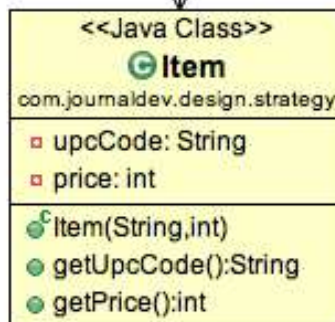 <<Java Class>>
Item
com.journaldev.design.strategy
upcCode: String
price: int
Item(String,int)
getUpcCode():String
getPrice():int